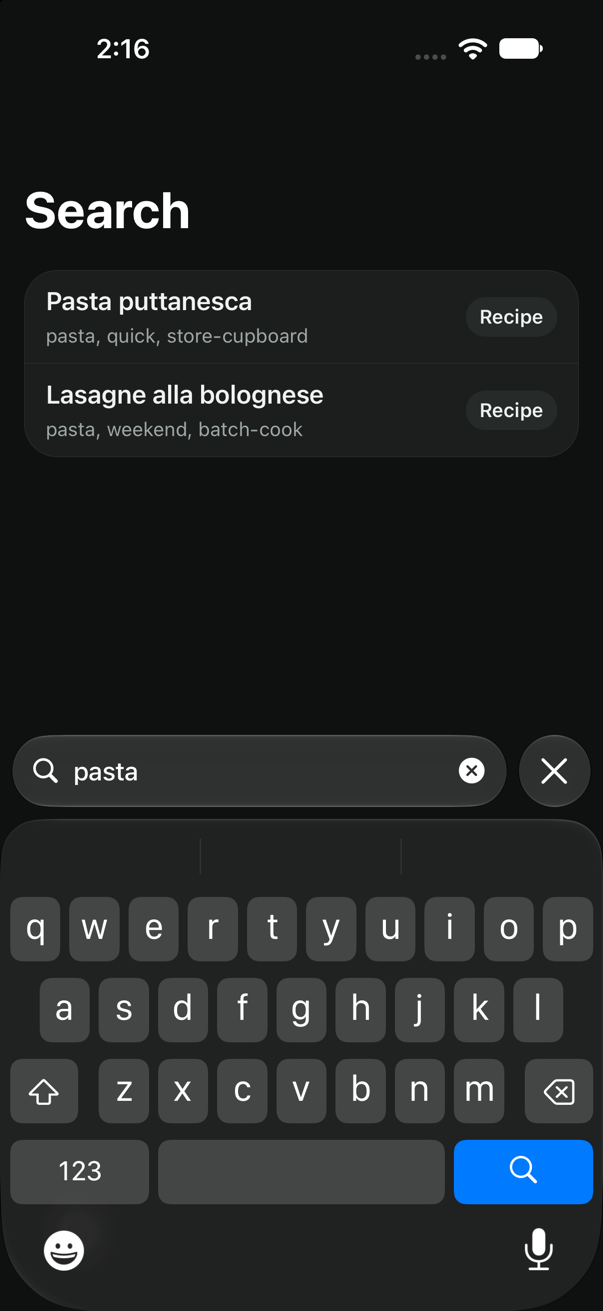 2:16
Search
Pasta puttanesca
pasta, quick, store-cupboard
Recipe
Lasagne alla bolognese
pasta, weekend, batch-cook
Recipe
pasta
q w e r t y u i o p
a s d f g h j k l
z x c v b n m
123